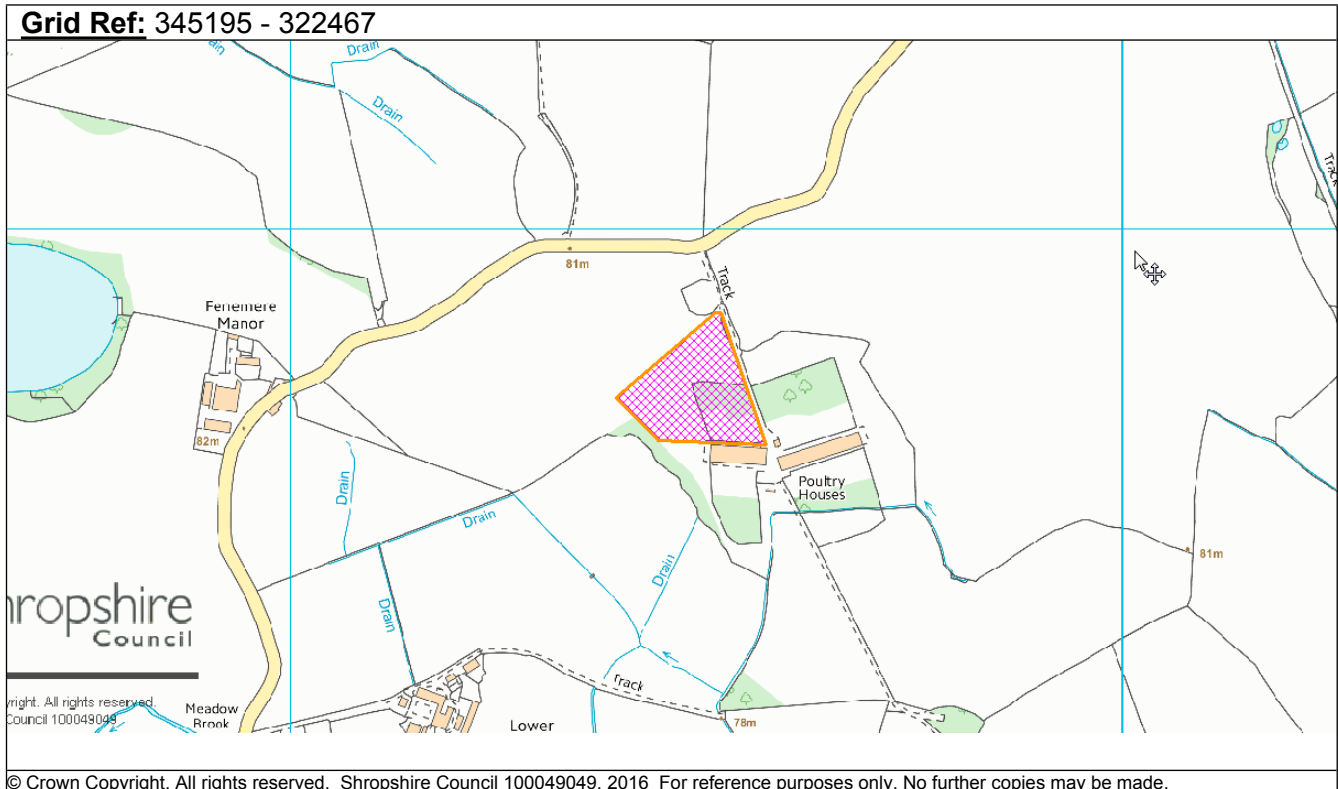 Grid Ref: 345195 - 322467
ain
Drain
Drain
81m
Track
Track
Fenemere
Manor
82m
Drain
Drain
Poultry
Houses
81m
Drain
Drain
hropshire
Council
yright. All rights reserved.
Council 100049049
Meadow
Brook
Track
Lower
78m
© Crown Copyright. All rights reserved. Shropshire Council 100049049. 2016 For reference purposes only. No further copies may be made.